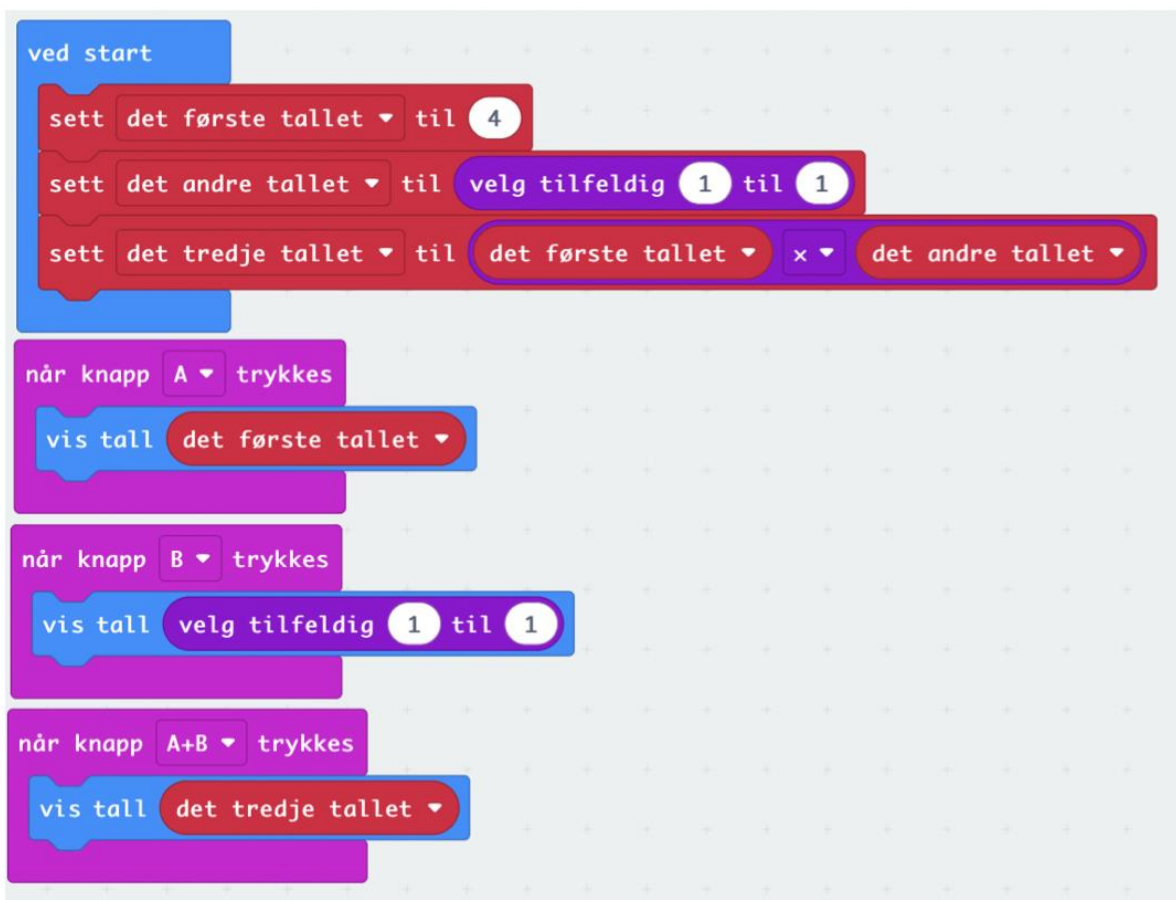 ved start
sett det første tallet til 4
sett det andre tallet til velg tilfeldig 1 til 1
sett det tredje tallet til det første tallet × det andre tallet
når knapp A trykkes
vis tall det første tallet
når knapp B trykkes
vis tall velg tilfeldig 1 til 1
når knapp A+B trykkes
vis tall det tredje tallet